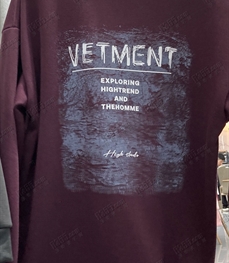 VETMENT
EXPLORING
HIGHTREND
AND
THEHOMME